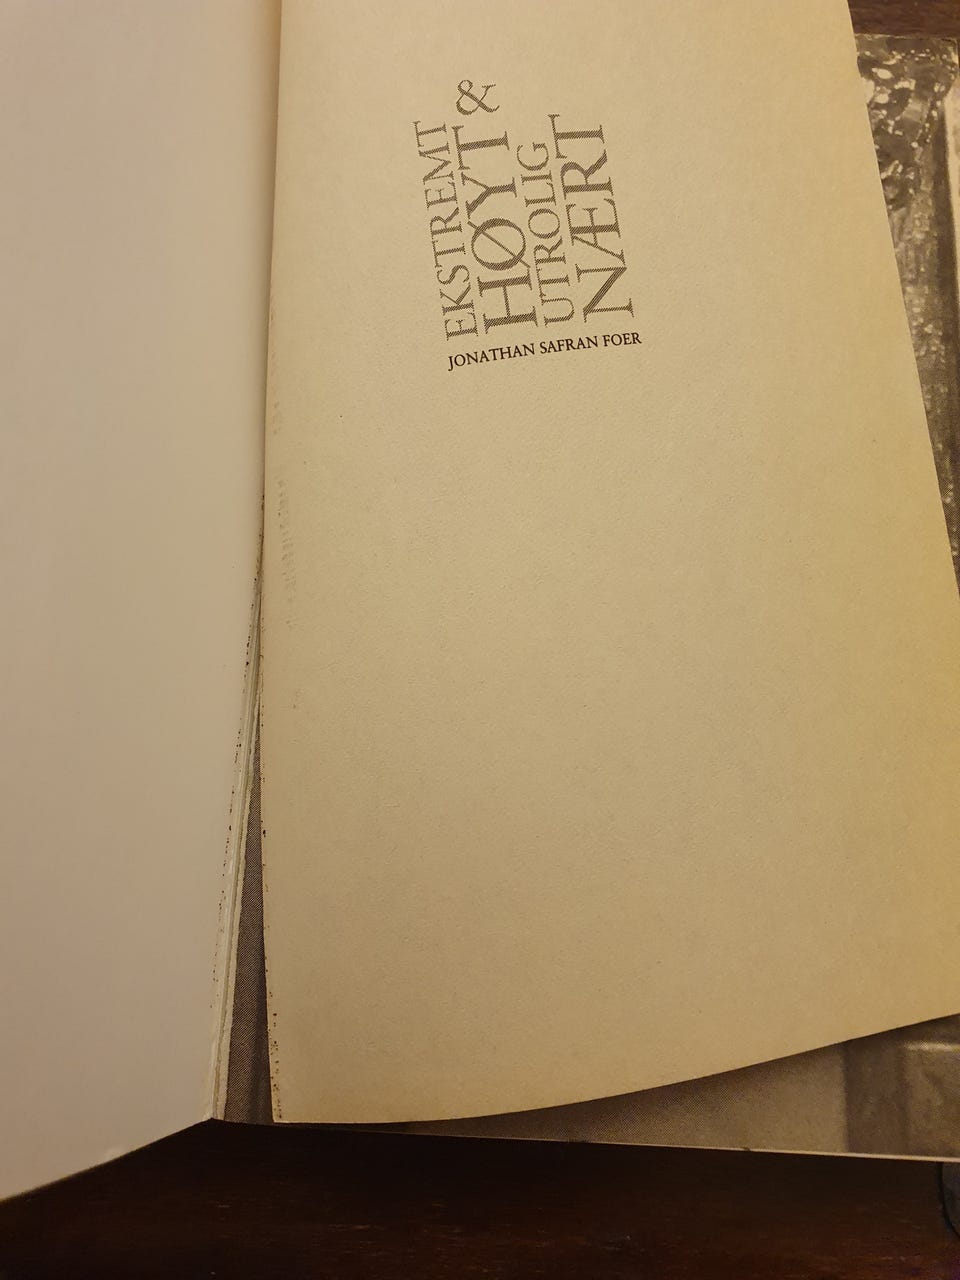 EKSTREMT
HØYT &
UTROLIG
NÆRT
JONATHAN SAFRAN FOER